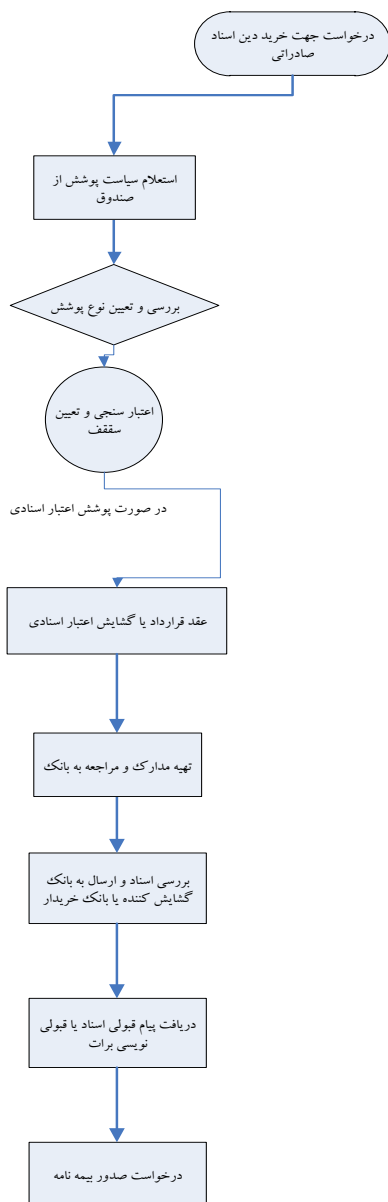 درخواست جهت خرید دین اسناد
صادراتی
استعلام سیاست پوشش از
صندوق
بررسی و تعیین نوع پوشش
اعتبار سنجی و تعیین
سققف
در صورت پوشش اعتبار اسنادی
عقد قرارداد یا گشایش اعتبار اسنادی
تهیه مدارک و مراجعه به بانک
بررسی اسناد و ارسال به بانک
گشایش کننده یا بانک خریدار
دریافت پیام قبولی اسناد یا قبولی
نویسی برات
درخواست صدور بیمه نامه